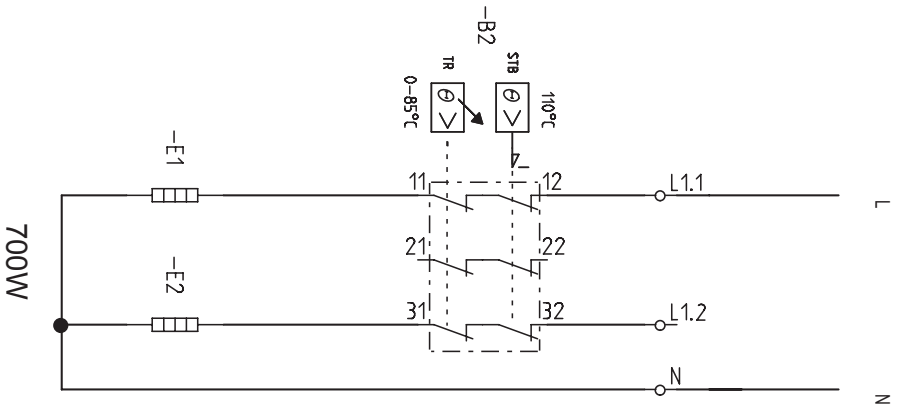 -B2
TR
STB
0-85°C
110°C
Θ
Θ
-E1
11
12
L1.1
L
21
22
700W
-E2
31
32
L1.2
N
N